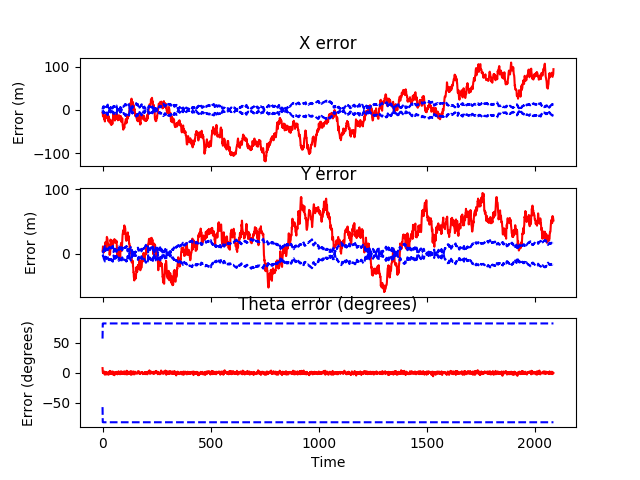 X error
100
0
−100
Error (m)
Y error
100
0
Error (m)
Theta error (degrees)
50
0
−50
Error (degrees)
0 500 1000 1500 2000
Time